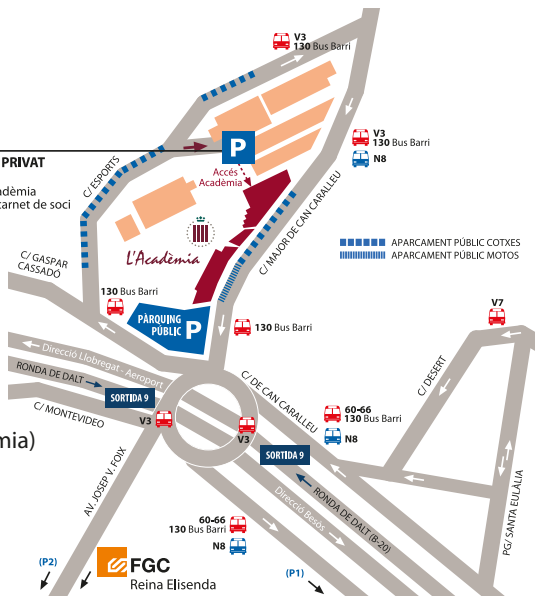 V3
130 Bus Barri
V3
130 Bus Barri
N8
P
PRIVAT
adèmia
carnet de soci
C/ ESPORTS
Accés
Acadèmia
L'Acadèmia
C/ MAJOR DE CAN CARALLEU
APARCAMENT PÚBLIC COTXES
APARCAMENT PÚBLIC MOTOS
C/ GASPAR
CASSADÓ
130 Bus Barri
PÀRQUING
PÚBLIC
P
130 Bus Barri
V7
Direcció Llobregat - Aeroport
RONDA DE DALT
SORTIDA 9
C/ MONTEVIDEO
V3
V3
C/ DE CAN CARALLEU
60-66
130 Bus Barri
N8
C/ DESERT
mia)
SORTIDA 9
AV. JOSEP V. FOIX
Direcció Besòs
RONDA DE DALT (B-20)
PG/ SANTA EULÀLIA
60-66
130 Bus Barri
N8
(P2)
FGC
Reina Elisenda
(P1)